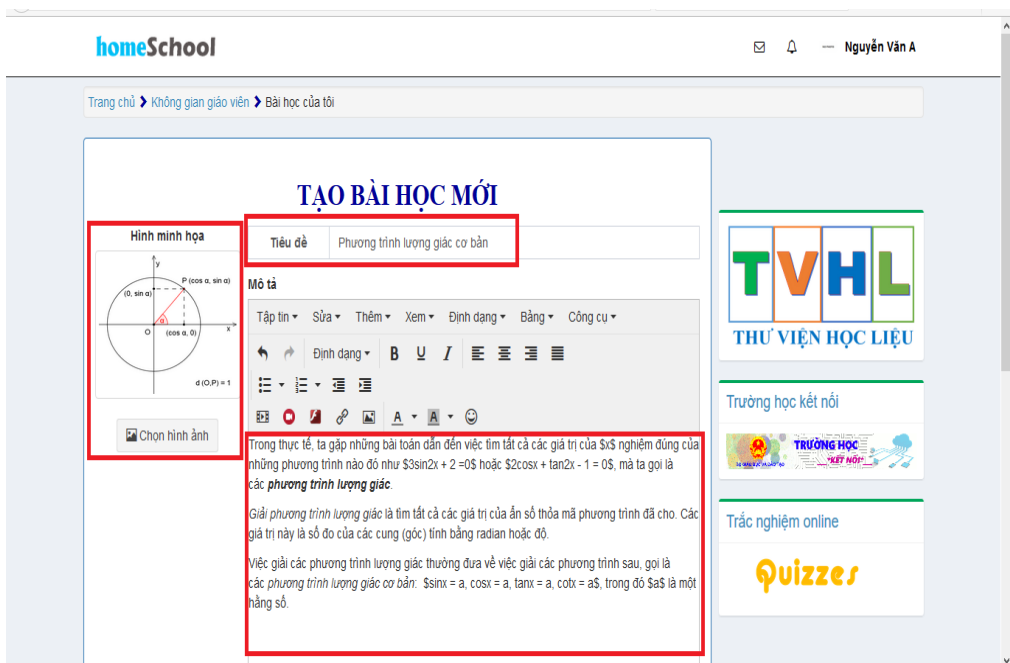 homeSchool
Nguyễn Văn A
Trang chủ ❯ Không gian giáo viên ❯ Bài học của tôi
TẠO BÀI HỌC MỚI
Hình minh họa
y
P (cos α, sin α)
(0, sin α)
α
O
(cos α, 0)
x
d (O,P) = 1
Chọn hình ảnh
Tiêu đề
Phương trình lượng giác cơ bản
Mô tả
Tập tin Sửa Thêm Xem Định dạng Bảng Công cụ
Định dạng B U I
A A
Trong thực tế, ta gặp những bài toán dẫn đến việc tìm tất cả các giá trị của $x$ nghiệm đúng của
những phương trình nào đó như $3sin2x + 2 =0$ hoặc $2cosx + tan2x - 1 = 0$, mà ta gọi là
các phương trình lượng giác.
Giải phương trình lượng giác là tìm tất cả các giá trị của ẩn số thỏa mã phương trình đã cho. Các
giá trị này là số đo của các cung (góc) tính bằng radian hoặc độ.
Việc giải các phương trình lượng giác thường đưa về việc giải các phương trình sau, gọi là
các phương trình lượng giác cơ bản: $sinx = a, cosx = a, tanx = a, cotx = a$, trong đó $a$ là một
hằng số.
TVHL
THƯ VIỆN HỌC LIỆU
Trường học kết nối
TRƯỜNG HỌC
KẾT NỐI
Trắc nghiệm online
Quizzes